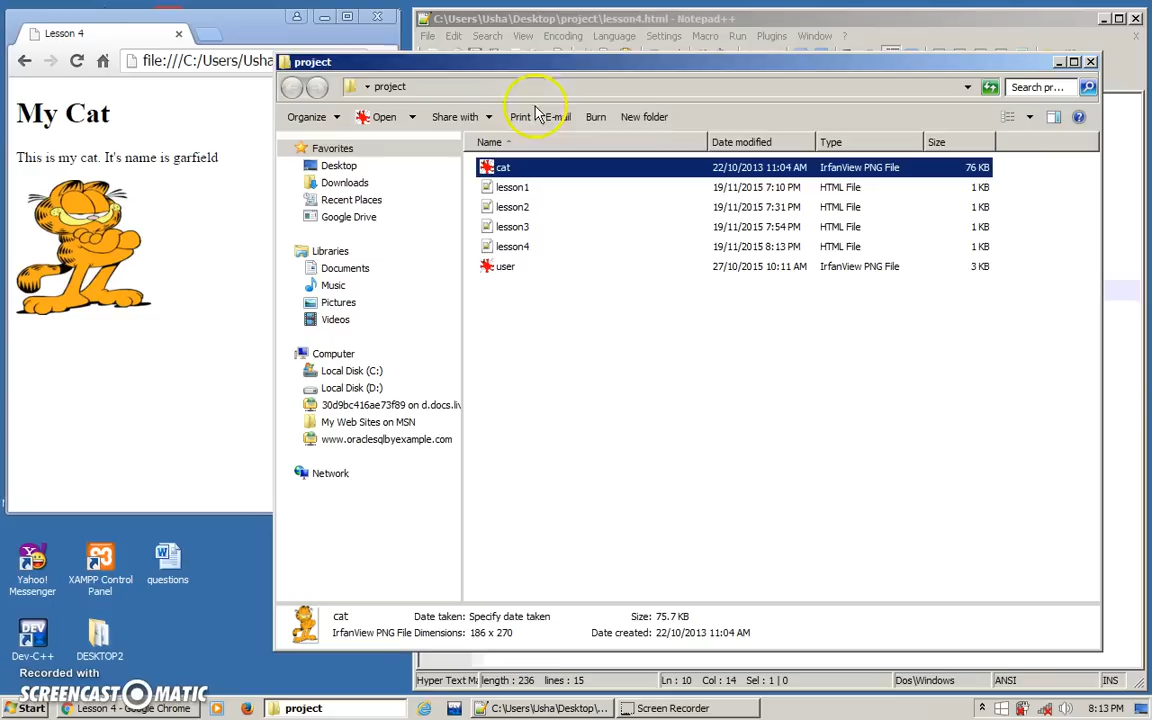 Lesson 4
file:///C:/Users/Usha
My Cat
This is my cat. It's name is garfield
C:\Users\Usha\Desktop\project\lesson4.html - Notepad++
File Edit Search View Encoding Language Settings Macro Run Plugins Window ?
X
project
project
Search pr...
Organize Open Share with Print E-mail Burn New folder
Name Date modified Type Size
cat 22/10/2013 11:04 AM IrfanView PNG File 76 KB
lesson1 19/11/2015 7:10 PM HTML File 1 KB
lesson2 19/11/2015 7:31 PM HTML File 1 KB
lesson3 19/11/2015 7:54 PM HTML File 1 KB
lesson4 19/11/2015 8:13 PM HTML File 1 KB
user 27/10/2015 10:11 AM IrfanView PNG File 3 KB
Favorites
Desktop
Downloads
Recent Places
Google Drive
Libraries
Documents
Music
Pictures
Videos
Computer
Local Disk (C:)
Local Disk (D:)
30d9bc416ae73f89 on d.docs.liv
My Web Sites on MSN
www.oraclesqlbyexample.com
Network
cat Date taken: Specify date taken Size: 75.7 KB
IrfanView PNG File Dimensions: 186 x 270 Date created: 22/10/2013 11:04 AM
Yahoo! Messenger
XAMPP Control Panel
questions
Dev-C++
DESKTOP2
Recorded with
SCREENCAST-O-MATIC
Hyper Text M length : 236 lines : 15 Ln : 10 Col : 14 Sel : 1 | 0 Dos\Windows ANSI INS
Start Lesson 4 - Google Chrome project C:\Users\Usha\Desktop\... Screen Recorder 8:13 PM